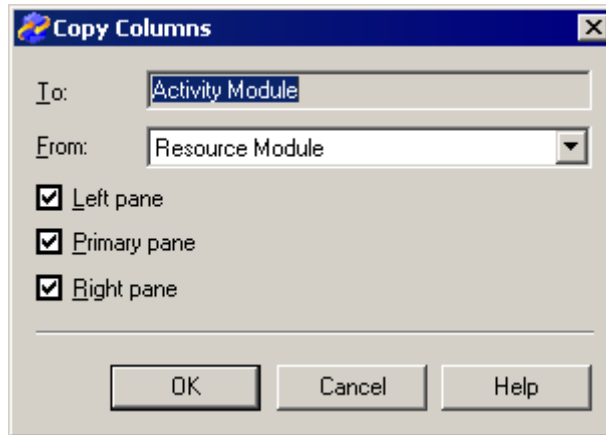 Copy Columns
To: Activity Module
From: Resource Module
Left pane
Primary pane
Right pane
OK Cancel Help